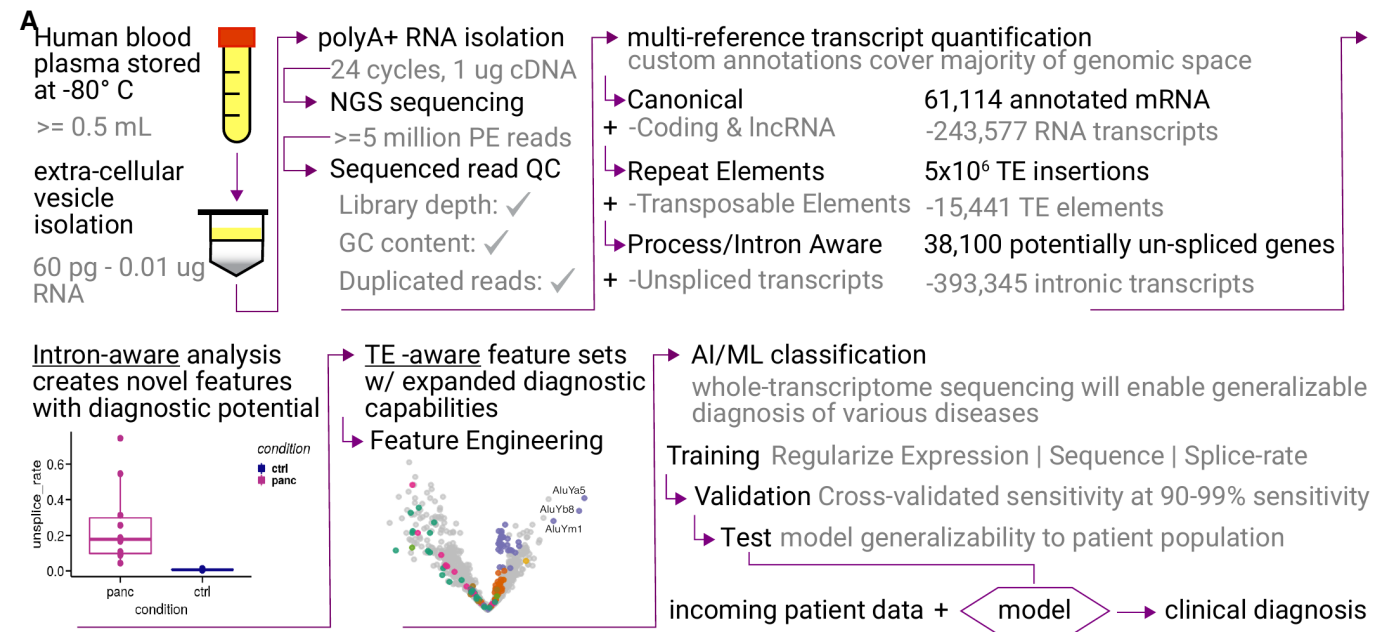 A
Human blood
plasma stored
at -80° C
>= 0.5 mL
extra-cellular
vesicle
isolation
60 pg - 0.01 ug
RNA
polyA+ RNA isolation
24 cycles, 1 ug cDNA
NGS sequencing
>=5 million PE reads
Sequenced read QC
Library depth: ✓
GC content: ✓
Duplicated reads: ✓
multi-reference transcript quantification
custom annotations cover majority of genomic space
Canonical 61,114 annotated mRNA
+ -Coding & lncRNA -243,577 RNA transcripts
Repeat Elements 5x10⁶ TE insertions
+ -Transposable Elements -15,441 TE elements
Process/Intron Aware 38,100 potentially un-spliced genes
+ -Unspliced transcripts -393,345 intronic transcripts
Intron-aware analysis
creates novel features
with diagnostic potential
unsplice_rate
0.6
0.4
0.2
0.0
panc ctrl
condition
condition
ctrl
panc
TE -aware feature sets
w/ expanded diagnostic
capabilities
Feature Engineering
AluYa5
AluYb8
AluYm1
AI/ML classification
whole-transcriptome sequencing will enable generalizable
diagnosis of various diseases
Training Regularize Expression | Sequence | Splice-rate
Validation Cross-validated sensitivity at 90-99% sensitivity
Test model generalizability to patient population
incoming patient data + model clinical diagnosis